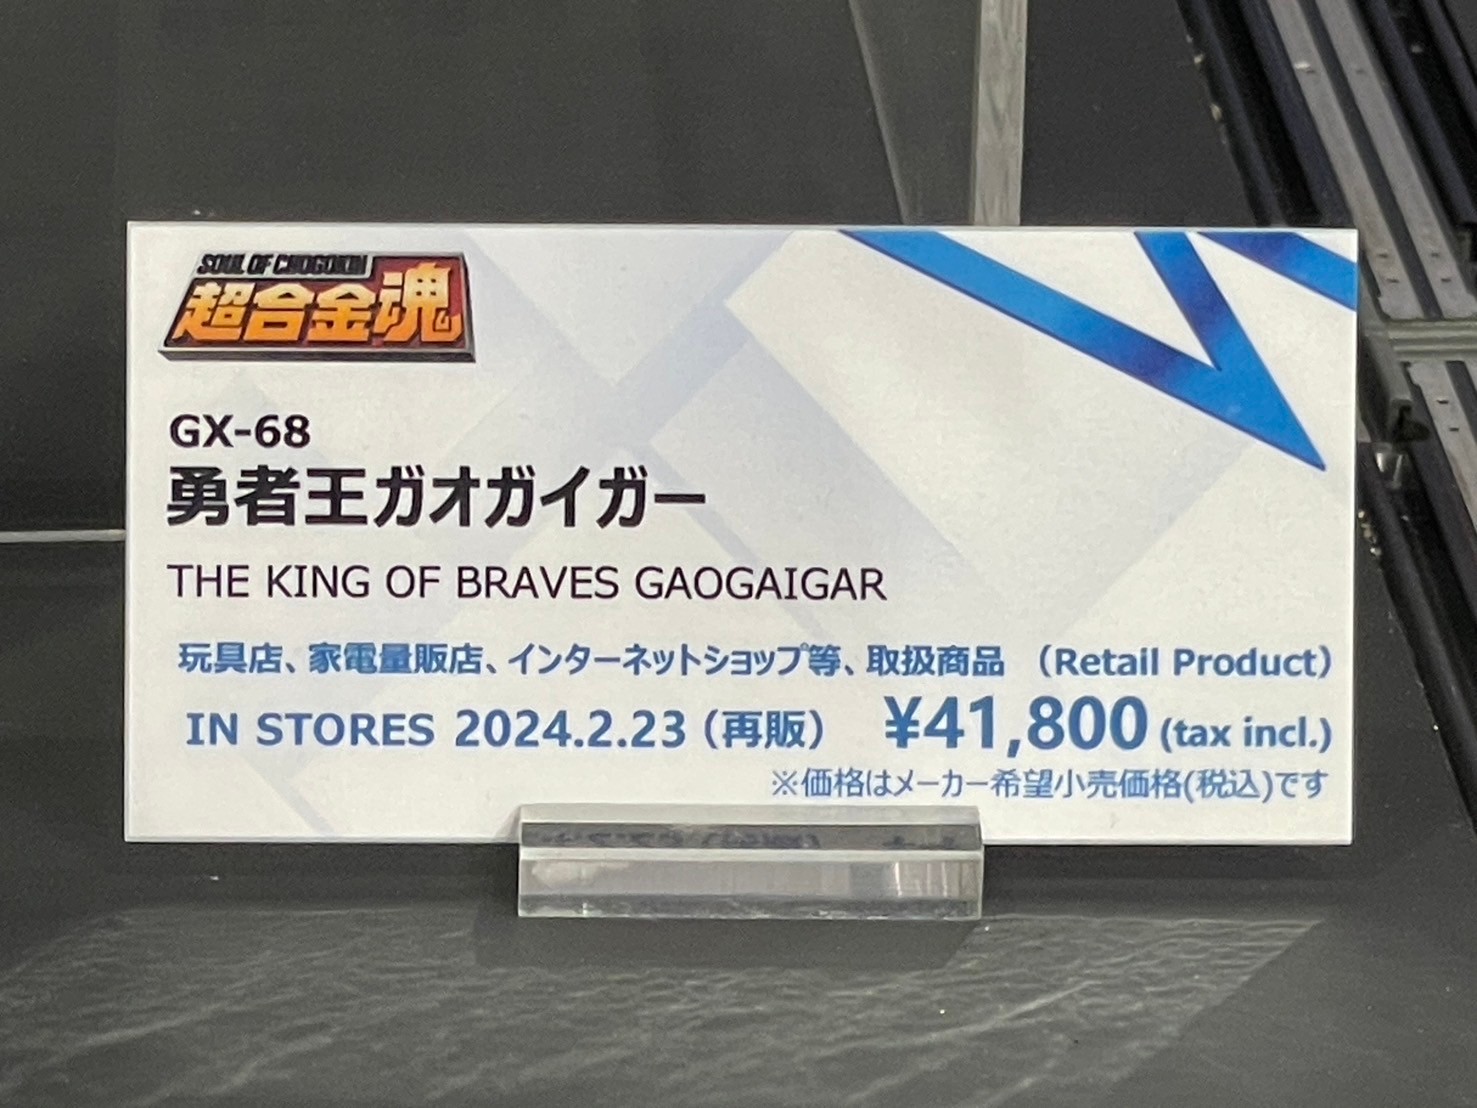 SOUL OF CHOGOKIN
超合金魂
GX-68
勇者王ガオガイガー
THE KING OF BRAVES GAOGAIGAR
玩具店、家電量販店、インターネットショップ等、取扱商品 （Retail Product）
IN STORES 2024.2.23（再販） ¥41,800 (tax incl.)
※価格はメーカー希望小売価格(税込)です